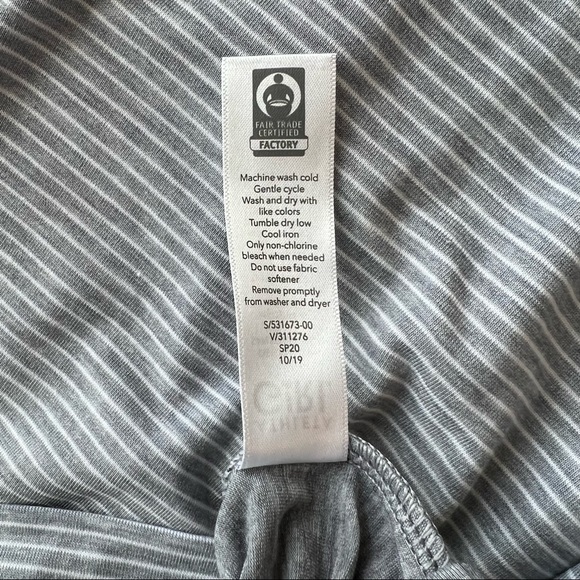 FAIR TRADE
CERTIFIED
FACTORY
Machine wash cold
Gentle cycle
Wash and dry with
like colors
Tumble dry low
Cool iron
Only non-chlorine
bleach when needed
Do not use fabric
softener
Remove promptly
from washer and dryer
S/531673-00
V/311276
SP20
10/19
GIRL
ATHLETA